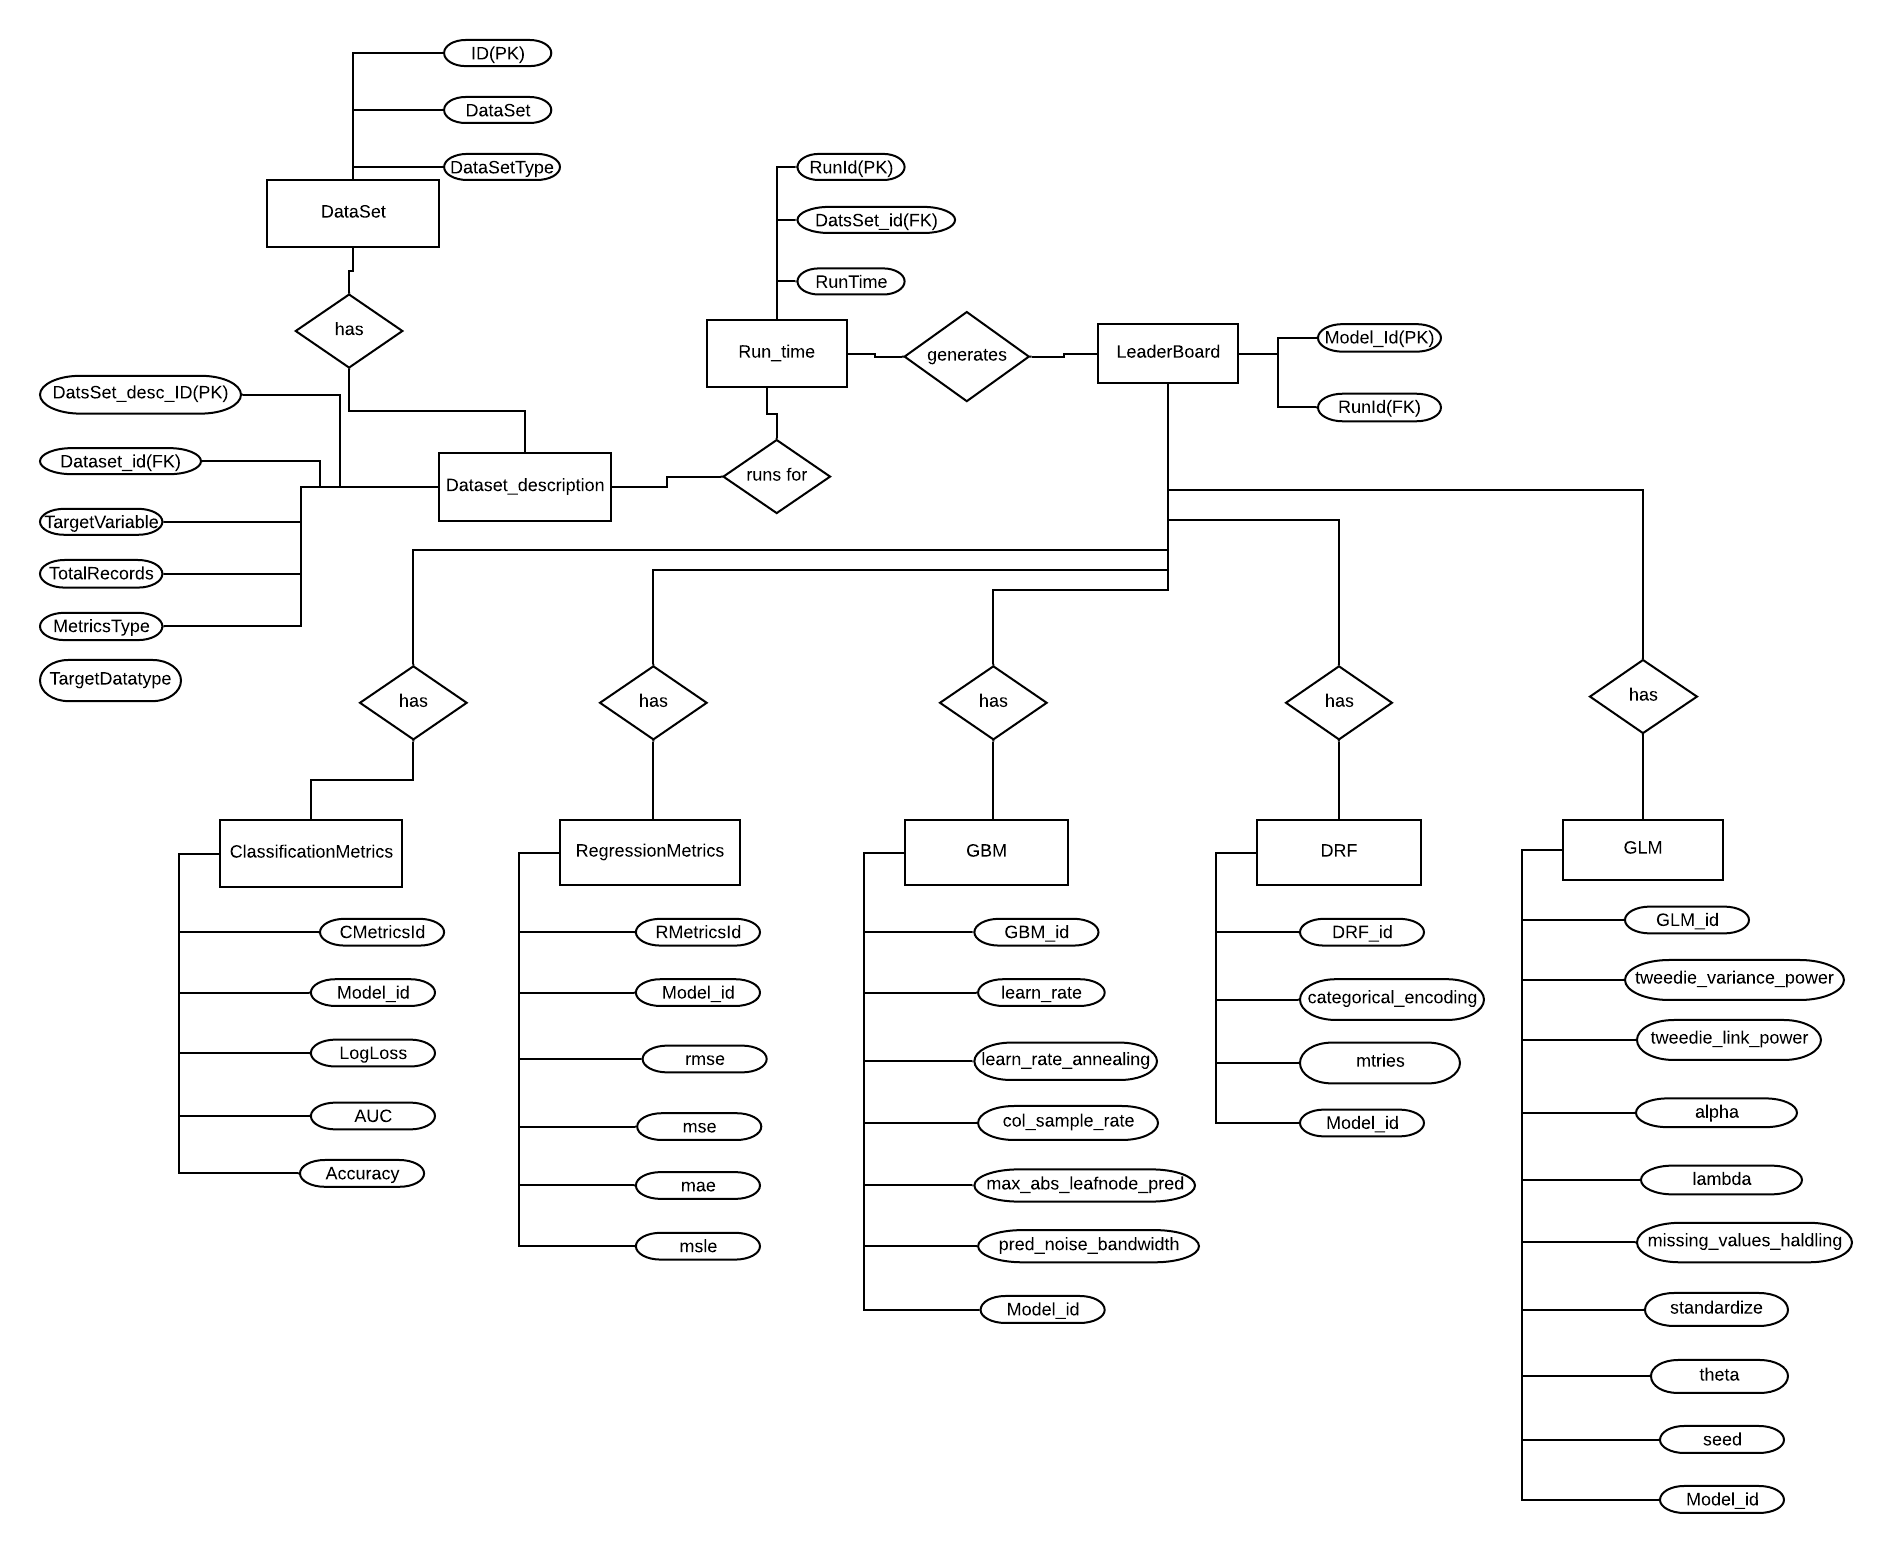 ID(PK)
DataSet
DataSetType
DataSet
has
RunId(PK)
DatsSet_id(FK)
RunTime
Run_time
generates
LeaderBoard
Model_Id(PK)
RunId(FK)
DatsSet_desc_ID(PK)
Dataset_id(FK)
TargetVariable
TotalRecords
MetricsType
TargetDatatype
Dataset_description
runs for
has
has
has
has
has
ClassificationMetrics
CMetricsId
Model_id
LogLoss
AUC
Accuracy
RegressionMetrics
RMetricsId
Model_id
rmse
mse
mae
msle
GBM
GBM_id
learn_rate
learn_rate_annealing
col_sample_rate
max_abs_leafnode_pred
pred_noise_bandwidth
Model_id
DRF
DRF_id
categorical_encoding
mtries
Model_id
GLM
GLM_id
tweedie_variance_power
tweedie_link_power
alpha
lambda
missing_values_haldling
standardize
theta
seed
Model_id